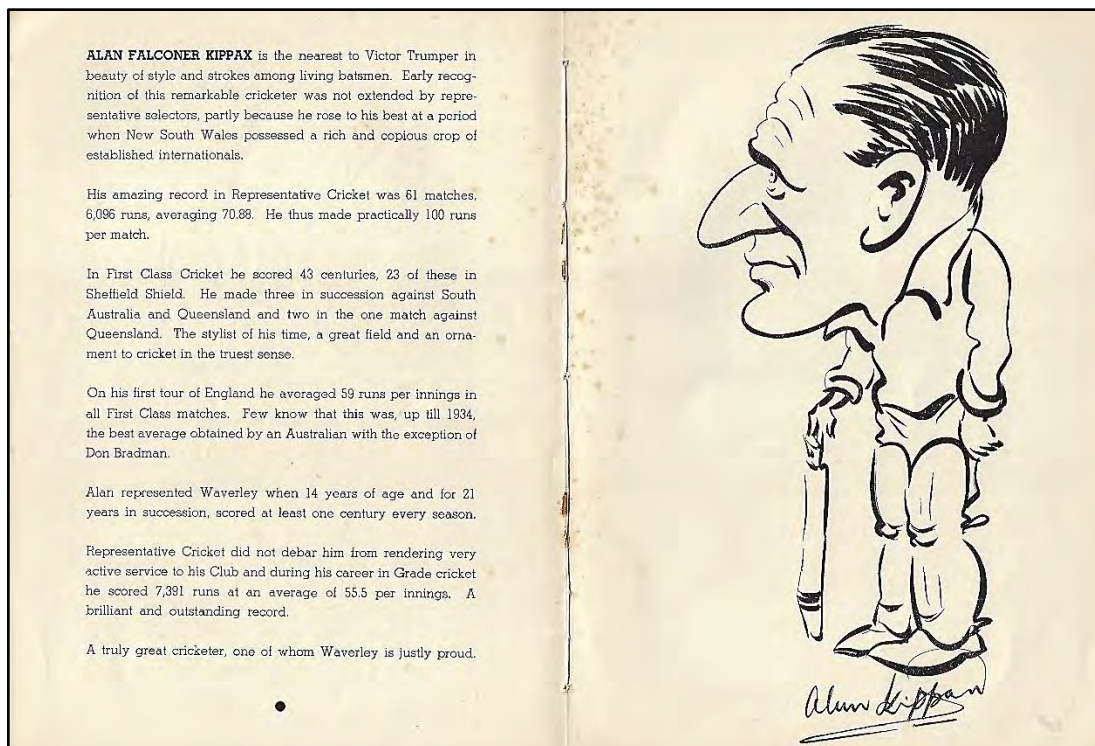 ALAN FALCONER KIPPAX is the nearest to Victor Trumper in
beauty of style and strokes among living batsmen. Early recog-
nition of this remarkable cricketer was not extended by repre-
sentative selectors, partly because he rose to his best at a period
when New South Wales possessed a rich and copious crop of
established internationals.
His amazing record in Representative Cricket was 61 matches,
6,096 runs, averaging 70.88. He thus made practically 100 runs
per match.
In First Class Cricket he scored 43 centuries, 23 of these in
Sheffield Shield. He made three in succession against South
Australia and Queensland and two in the one match against
Queensland. The stylist of his time, a great field and an orna-
ment to cricket in the truest sense.
On his first tour of England he averaged 59 runs per innings in
all First Class matches. Few know that this was, up till 1934,
the best average obtained by an Australian with the exception of
Don Bradman.
Alan represented Waverley when 14 years of age and for 21
years in succession, scored at least one century every season.
Representative Cricket did not debar him from rendering very
active service to his Club and during his career in Grade cricket
he scored 7,391 runs at an average of 55.5 per innings. A
brilliant and outstanding record.
A truly great cricketer, one of whom Waverley is justly proud.
Alan Kippax